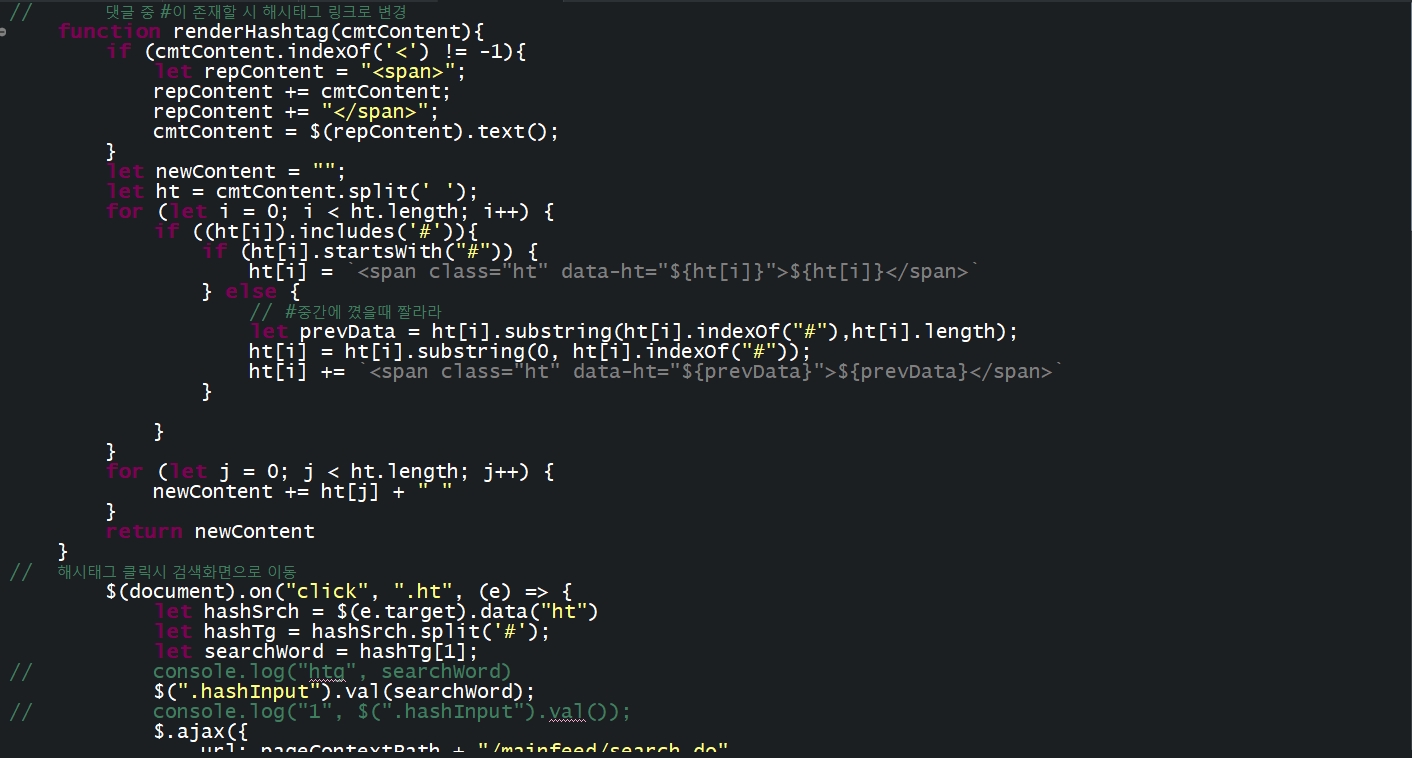 //      댓글 중 #이 존재할 시 해시태그 링크로 변경
    function renderHashtag(cmtContent){
        if (cmtContent.indexOf('<') != -1){
            let repContent = "<span>";
            repContent += cmtContent;
            repContent += "</span>";
            cmtContent = $(repContent).text();
        }
        let newContent = "";
        let ht = cmtContent.split(' ');
        for (let i = 0; i < ht.length; i++) {
            if ((ht[i]).includes('#')){
                if (ht[i].startsWith("#")) {
                    ht[i] = `<span class="ht" data-ht="${ht[i]}">${ht[i]}</span>`
                } else {
                    // #중간에 꼈을때 짤라라
                    let prevData = ht[i].substring(ht[i].indexOf("#"),ht[i].length);
                    ht[i] = ht[i].substring(0, ht[i].indexOf("#"));
                    ht[i] += `<span class="ht" data-ht="${prevData}">${prevData}</span>`
                }

            }
        }
        for (let j = 0; j < ht.length; j++) {
            newContent += ht[j] + " "
        }
        return newContent
    }
//  해시태그 클릭시 검색화면으로 이동
        $(document).on("click", ".ht", (e) => {
            let hashSrch = $(e.target).data("ht")
            let hashTg = hashSrch.split('#');
            let searchWord = hashTg[1];
//          console.log("htg", searchWord)
            $(".hashInput").val(searchWord);
//          console.log("1", $(".hashInput").val());
            $.ajax({
                url: pageContextPath + "/mainfeed/search.do"